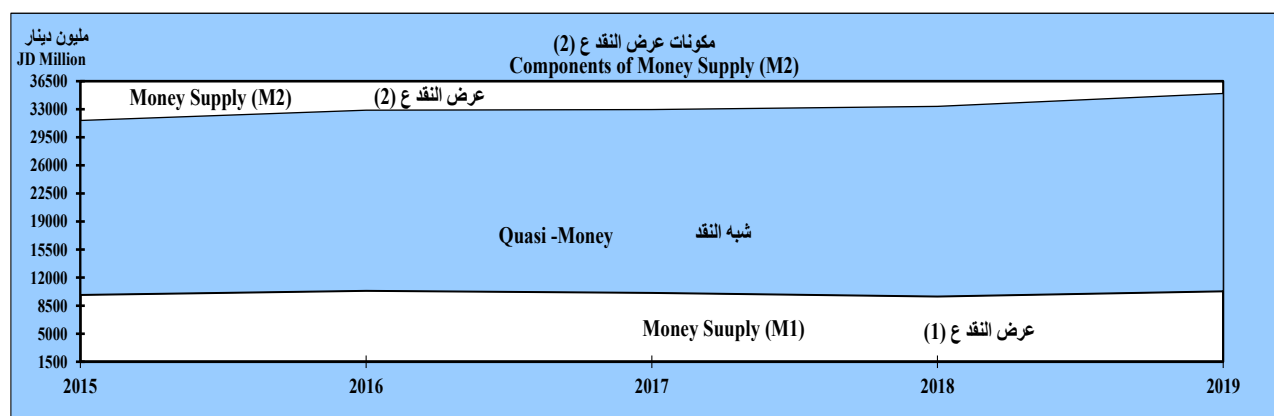 مليون دينار
JD Million
مكونات عرض النقد ع (2)
Components of Money Supply (M2)
36500
33000
29500
26000
22500
19000
15500
12000
8500
5000
1500
Money Supply (M2) عرض النقد ع (2)
Quasi -Money شبه النقد
Money Suuply (M1) عرض النقد ع (1)
2015 2016 2017 2018 2019